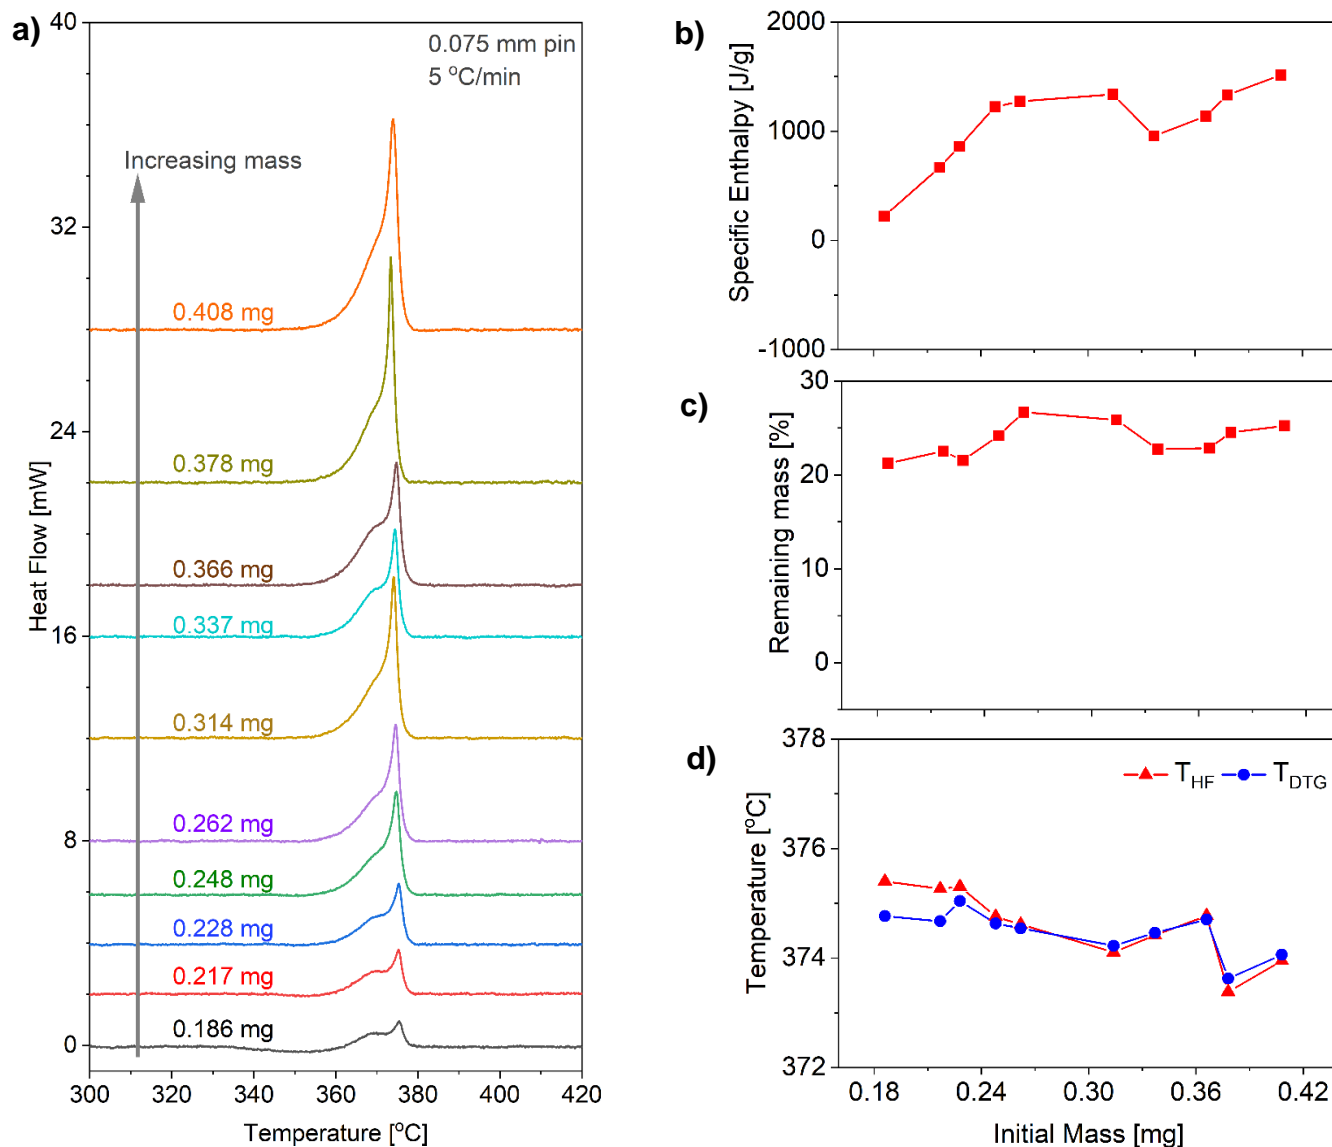 a)
0.075 mm pin
5 °C/min
Increasing mass
40
32
24
16
8
0
Heat Flow [mW]
0.408 mg
0.378 mg
0.366 mg
0.337 mg
0.314 mg
0.262 mg
0.248 mg
0.228 mg
0.217 mg
0.186 mg
300 320 340 360 380 400 420
Temperature [°C]
b)
2000
1000
0
-1000
Specific Enthalpy [J/g]
c)
30
20
10
0
Remaining mass [%]
d)
T_HF T_DTG
378
376
374
372
Temperature [°C]
0.18 0.24 0.30 0.36 0.42
Initial Mass [mg]